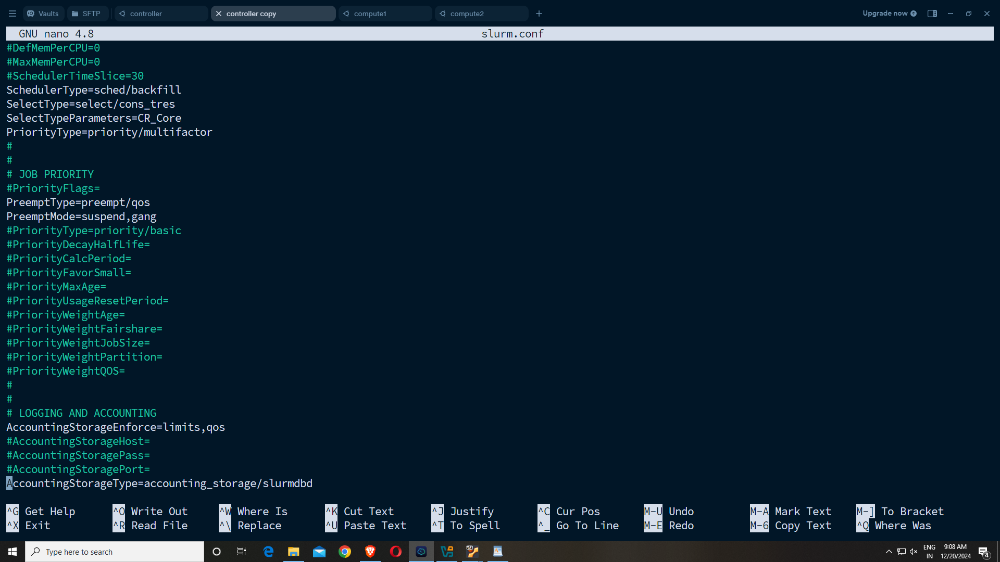 Vaults SFTP controller controller copy compute1 compute2 Upgrade now
GNU nano 4.8 slurm.conf
#DefMemPerCPU=0
#MaxMemPerCPU=0
#SchedulerTimeSlice=30
SchedulerType=sched/backfill
SelectType=select/cons_tres
SelectTypeParameters=CR_Core
PriorityType=priority/multifactor
#
#
# JOB PRIORITY
#PriorityFlags=
PreemptType=preempt/qos
PreemptMode=suspend,gang
#PriorityType=priority/basic
#PriorityDecayHalfLife=
#PriorityCalcPeriod=
#PriorityFavorSmall=
#PriorityMaxAge=
#PriorityUsageResetPeriod=
#PriorityWeightAge=
#PriorityWeightFairshare=
#PriorityWeightJobSize=
#PriorityWeightPartition=
#PriorityWeightQOS=
#
#
# LOGGING AND ACCOUNTING
AccountingStorageEnforce=limits,qos
#AccountingStorageHost=
#AccountingStoragePass=
#AccountingStoragePort=
AccountingStorageType=accounting_storage/slurmdbd
^G Get Help ^O Write Out ^W Where Is ^K Cut Text ^J Justify ^C Cur Pos M-U Undo M-A Mark Text M-] To Bracket
^X Exit ^R Read File ^\ Replace ^U Paste Text ^T To Spell ^_ Go To Line M-E Redo M-6 Copy Text ^Q Where Was
Type here to search
ENG
IN
9:08 AM
12/20/2024
4